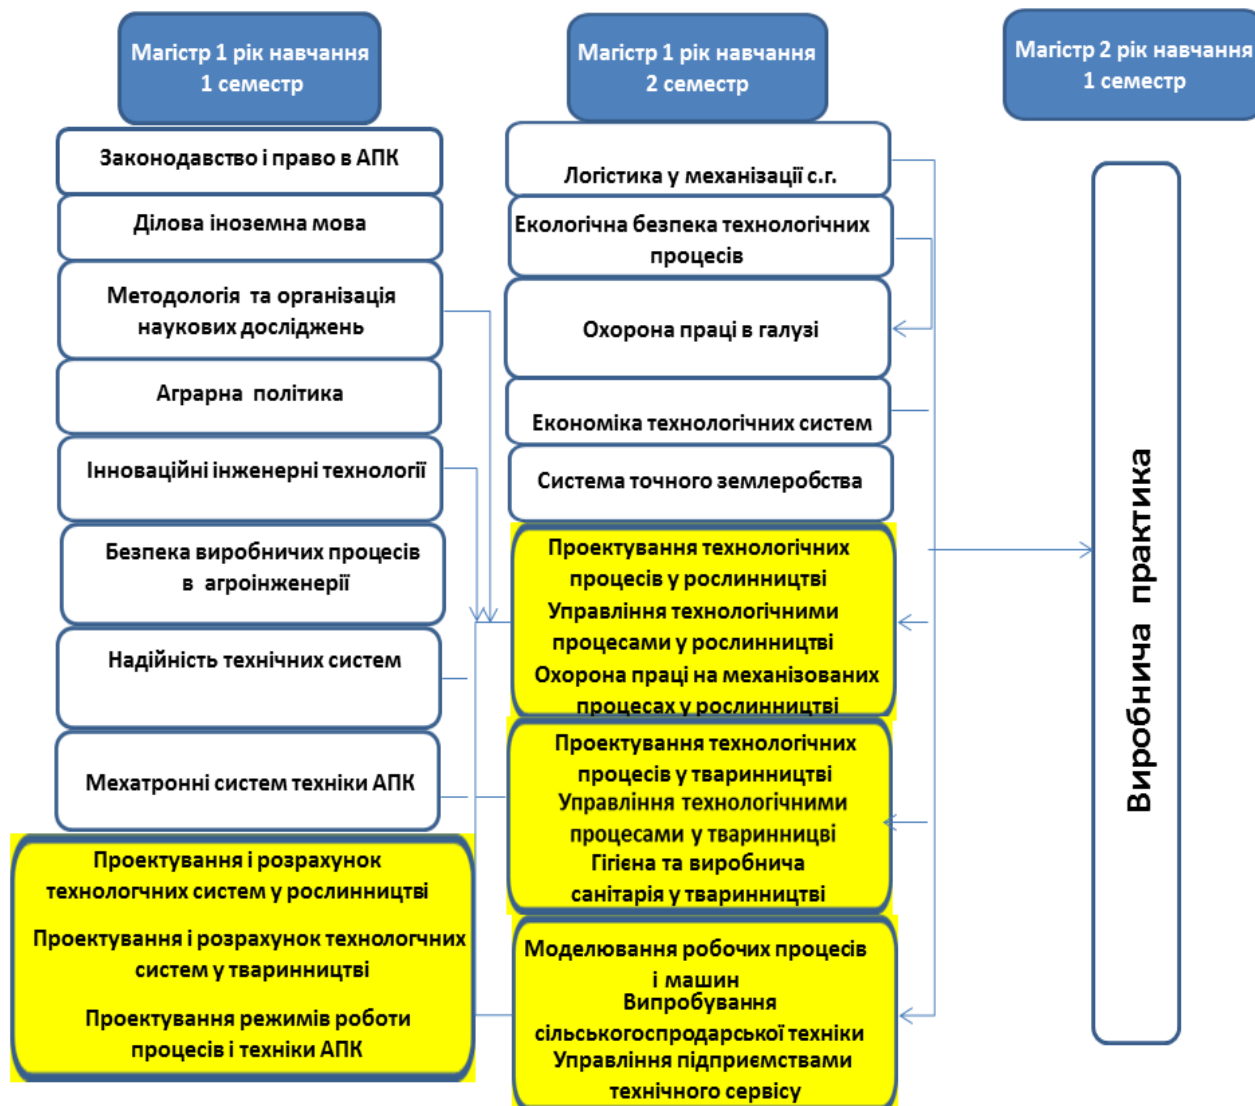 Магістр 1 рік навчання
1 семестр
Законодавство і право в АПК
Ділова іноземна мова
Методологія та організація
наукових досліджень
Аграрна політика
Інноваційні інженерні технології
Безпека виробничих процесів
в агроінженерії
Надійність технічних систем
Мехатронні систем техніки АПК
Проектування і розрахунок
технологчних систем у рослинництві
Проектування і розрахунок технологчних
систем у тваринництві
Проектування режимів роботи
процесів і техніки АПК
Магістр 1 рік навчання
2 семестр
Логістика у механізації с.г.
Екологічна безпека технологічних
процесів
Охорона праці в галузі
Економіка технологічних систем
Система точного землеробства
Проектування технологічних
процесів у рослинництві
Управління технологічними
процесами у рослинництві
Охорона праці на механізованих
процесах у рослинництві
Проектування технологічних
процесів у тваринництві
Управління технологічними
процесами у тваринницві
Гігієна та виробнича
санітарія у тваринництві
Моделювання робочих процесів
і машин
Випробування
сільськогосподарської техніки
Управління підприємствами
технічного сервісу
Магістр 2 рік навчання
1 семестр
Виробнича практика